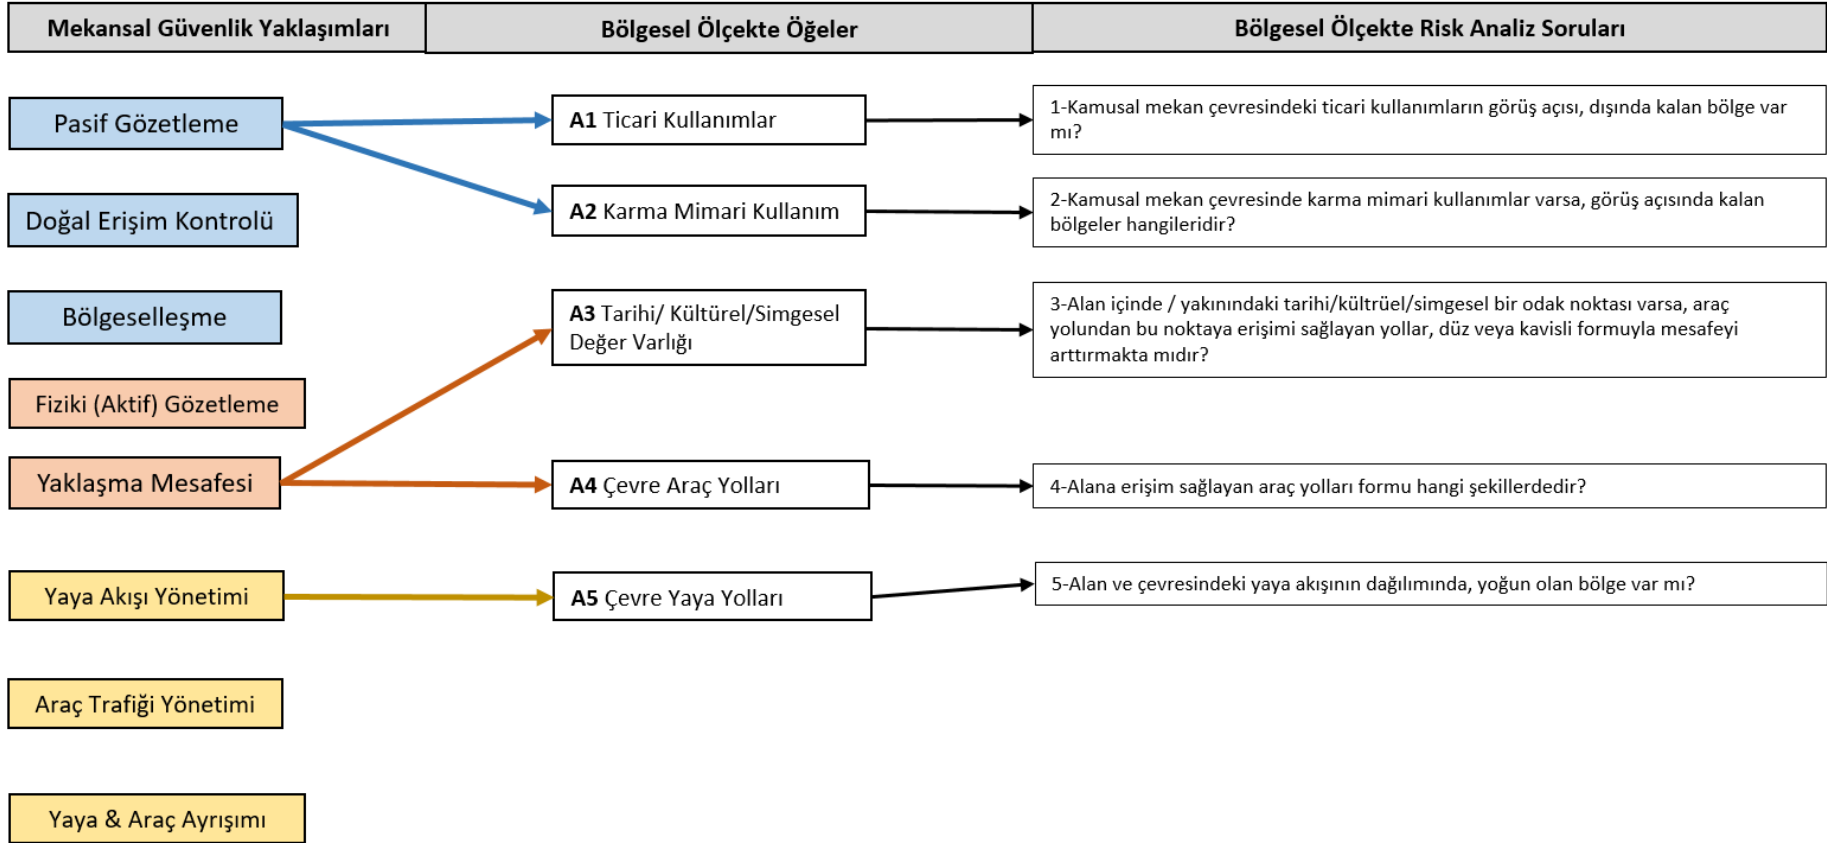 Mekansal Güvenlik Yaklaşımları
Bölgesel Ölçekte Öğeler
Bölgesel Ölçekte Risk Analiz Soruları
Pasif Gözetleme
A1 Ticari Kullanımlar
1-Kamusal mekan çevresindeki ticari kullanımların görüş açısı, dışında kalan bölge var
mı?
Doğal Erişim Kontrolü
A2 Karma Mimari Kullanım
2-Kamusal mekan çevresinde karma mimari kullanımlar varsa, görüş açısında kalan
bölgeler hangileridir?
Bölgeselleşme
A3 Tarihi/ Kültürel/Simgesel
Değer Varlığı
3-Alan içinde / yakınındaki tarihi/kültrüel/simgesel bir odak noktası varsa, araç
yolundan bu noktaya erişimi sağlayan yollar, düz veya kavisli formuyla mesafeyi
arttırmakta mıdır?
Fiziki (Aktif) Gözetleme
Yaklaşma Mesafesi
A4 Çevre Araç Yolları
4-Alana erişim sağlayan araç yolları formu hangi şekillerdedir?
Yaya Akışı Yönetimi
A5 Çevre Yaya Yolları
5-Alan ve çevresindeki yaya akışının dağılımında, yoğun olan bölge var mı?
Araç Trafiği Yönetimi
Yaya & Araç Ayrışımı